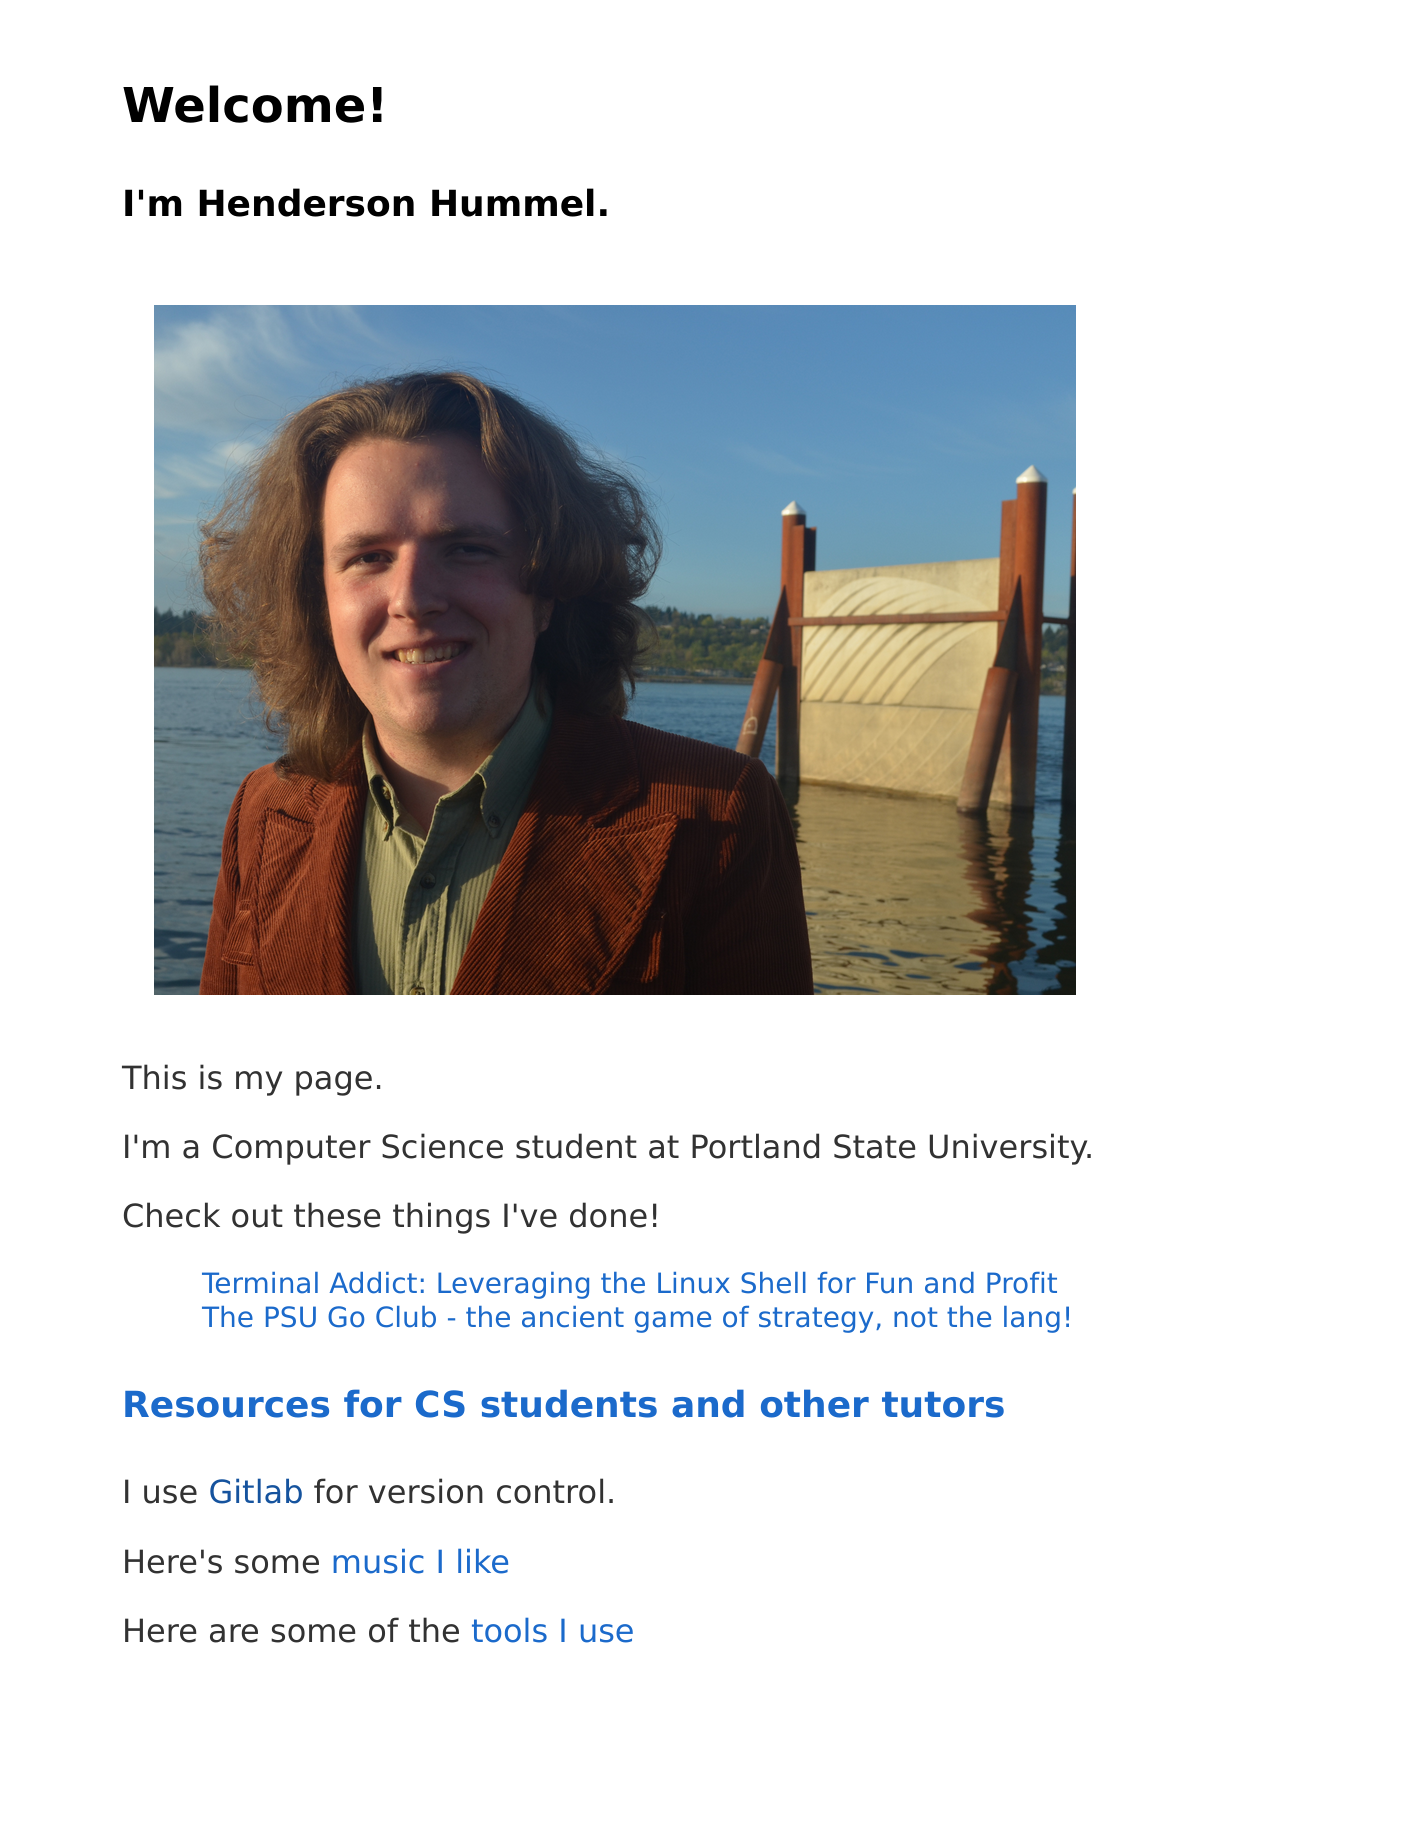 Welcome!
I'm Henderson Hummel.
This is my page.
I'm a Computer Science student at Portland State University.
Check out these things I've done!
Terminal Addict: Leveraging the Linux Shell for Fun and Profit
The PSU Go Club - the ancient game of strategy, not the lang!
Resources for CS students and other tutors
I use Gitlab for version control.
Here's some music I like
Here are some of the tools I use